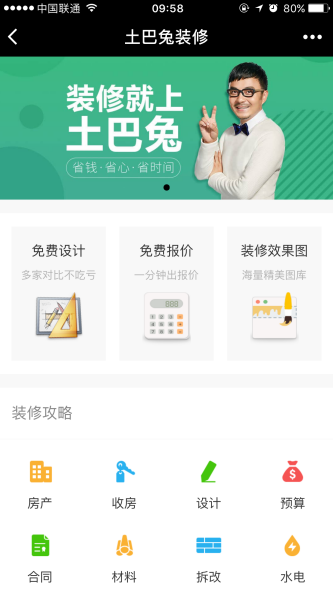 中国联通 09:58 80%
土巴兔装修
装修就上
土巴兔
省钱·省心·省时间
免费设计 免费报价 装修效果图
多家对比不吃亏 一分钟出报价 海量精美图库
888
装修攻略
房产 收房 设计 预算
合同 材料 拆改 水电